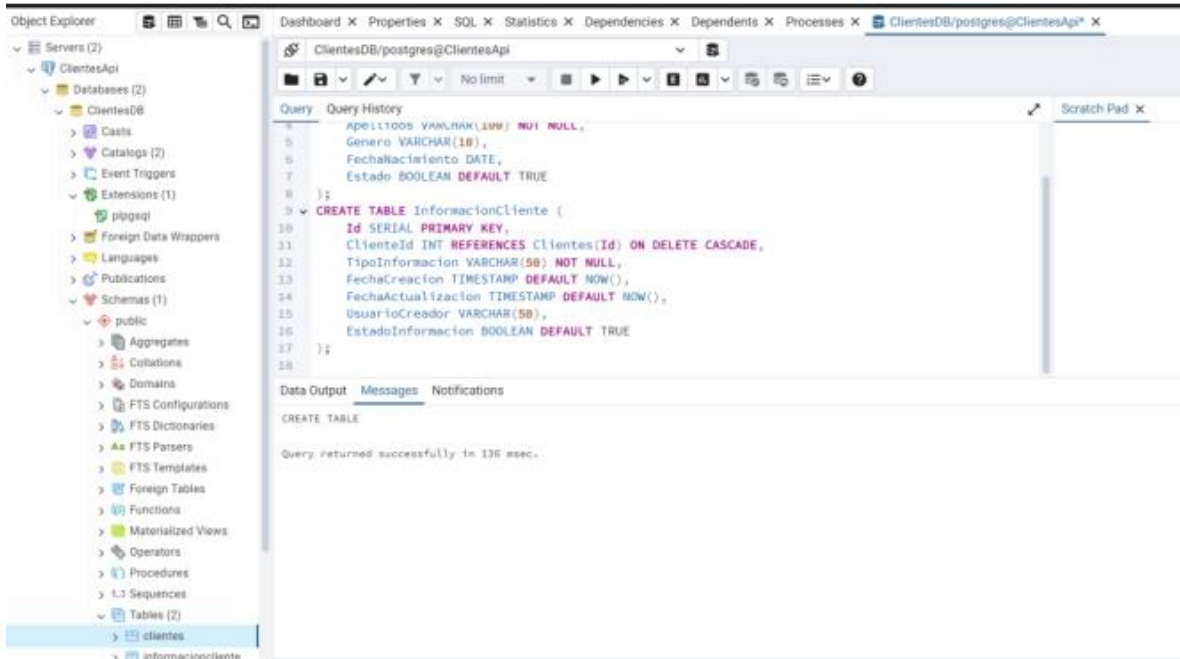 Object Explorer
Dashboard X Properties X SQL X Statistics X Dependencies X Dependents X Processes X ClientesDB/postgres@ClientesApi* X
Servers (2)
ClientesApi
Databases (2)
ClientesDB
Casts
Catalogs (2)
Event Triggers
Extensions (1)
plpgsql
Foreign Data Wrappers
Languages
Publications
Schemas (1)
public
Aggregates
Collations
Domains
FTS Configurations
FTS Dictionaries
FTS Parsers
FTS Templates
Foreign Tables
Functions
Materialized Views
Operators
Procedures
1..3 Sequences
Tables (2)
clientes
informacioncliente
ClientesDB/postgres@ClientesApi
No limit
Query Query History
Scratch Pad X
4 Apellidos VARCHAR(100) NOT NULL,
5 Genero VARCHAR(10),
6 FechaNacimiento DATE,
7 Estado BOOLEAN DEFAULT TRUE
8 );
9 CREATE TABLE InformacionCliente (
10 Id SERIAL PRIMARY KEY,
11 ClienteId INT REFERENCES Clientes(Id) ON DELETE CASCADE,
12 TipoInformacion VARCHAR(50) NOT NULL,
13 FechaCreacion TIMESTAMP DEFAULT NOW(),
14 FechaActualizacion TIMESTAMP DEFAULT NOW(),
15 UsuarioCreador VARCHAR(50),
16 EstadoInformacion BOOLEAN DEFAULT TRUE
17 );
18
Data Output Messages Notifications
CREATE TABLE
Query returned successfully in 136 msec.